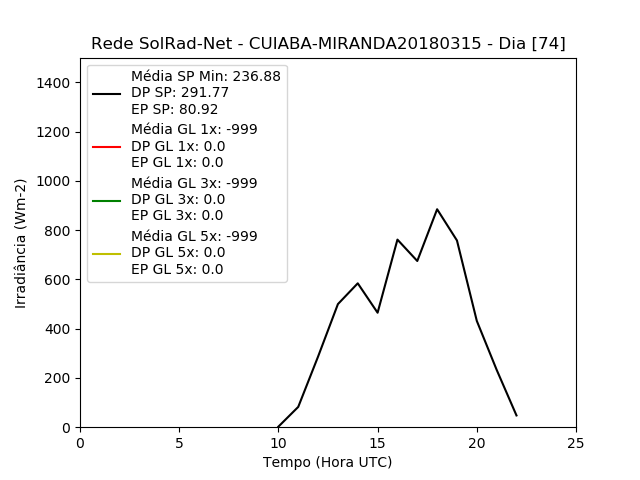 Rede SolRad-Net - CUIABA-MIRANDA20180315 - Dia [74]
Média SP Min: 236.88
DP SP: 291.77
EP SP: 80.92
Média GL 1x: -999
DP GL 1x: 0.0
EP GL 1x: 0.0
Média GL 3x: -999
DP GL 3x: 0.0
EP GL 3x: 0.0
Média GL 5x: -999
DP GL 5x: 0.0
EP GL 5x: 0.0
Irradiância (Wm-2)
1400
1200
1000
800
600
400
200
0
0 5 10 15 20 25
Tempo (Hora UTC)